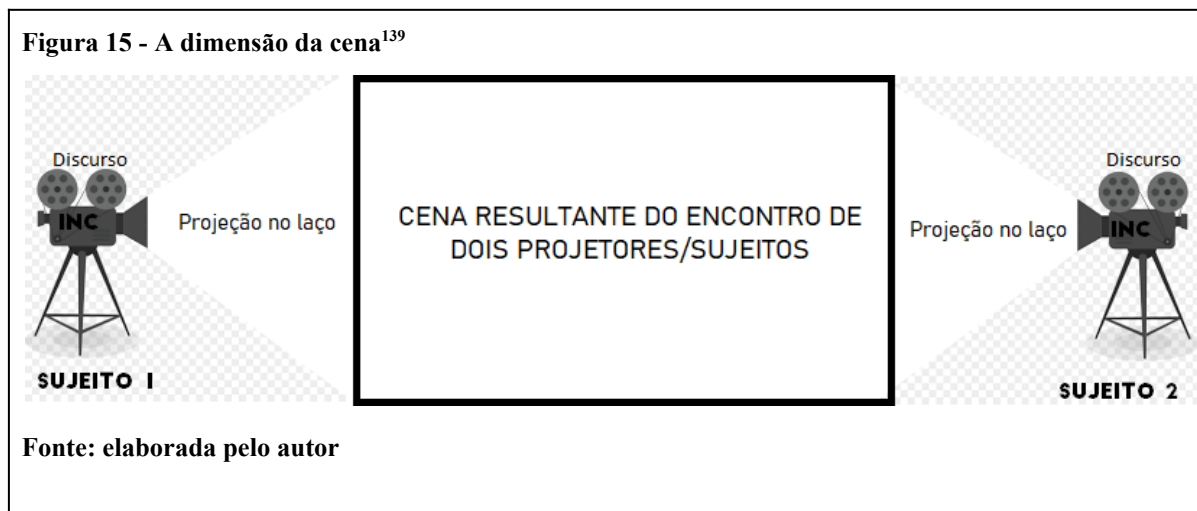 Figura 15 - A dimensão da cena139
Discurso
INC
Projeção no laço
SUJEITO 1
CENA RESULTANTE DO ENCONTRO DE
DOIS PROJETORES/SUJEITOS
Discurso
Projeção no laço
INC
SUJEITO 2
Fonte: elaborada pelo autor